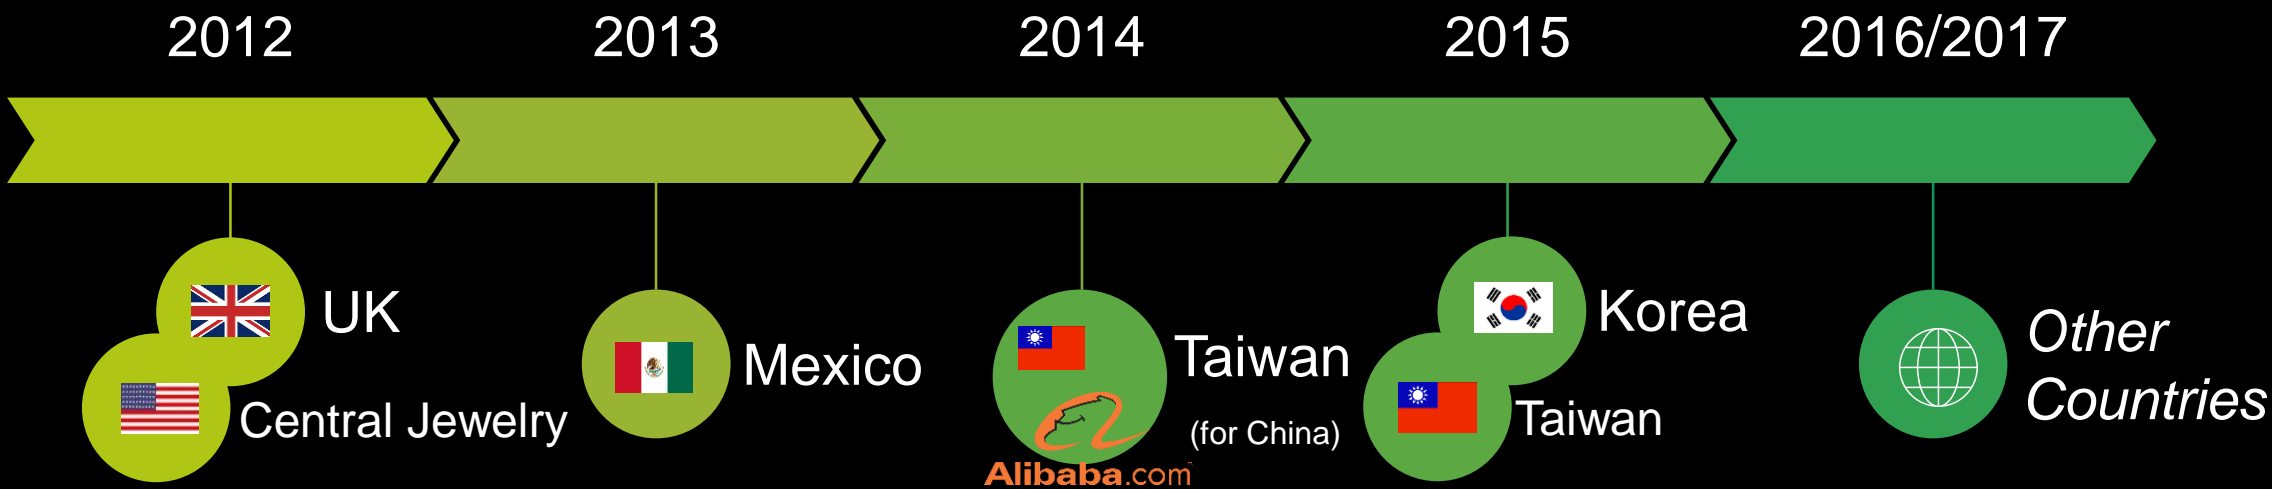 2012
2013
2014
2015
2016/2017
UK
Central Jewelry
Mexico
Taiwan
(for China)
Alibaba.com
Korea
Taiwan
Other
Countries